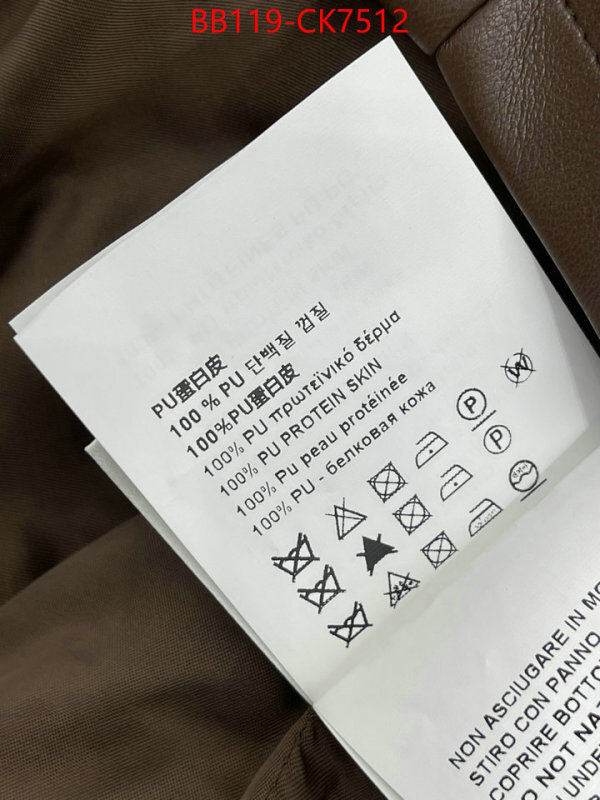 BB119-CK7512
PU蛋白皮
100 % PU 단백질 껍질
100%PU蛋白皮
100% PU πρωτεϊνικό δέρμα
100% PU PROTEIN SKIN
100% Pu peau protéinée
100% PU - белковая кожа
P
W
P
NON ASCIUGARE IN MO
STIRO CON PANNO
COPRIRE BOTTO
O NOT NA
UNDE